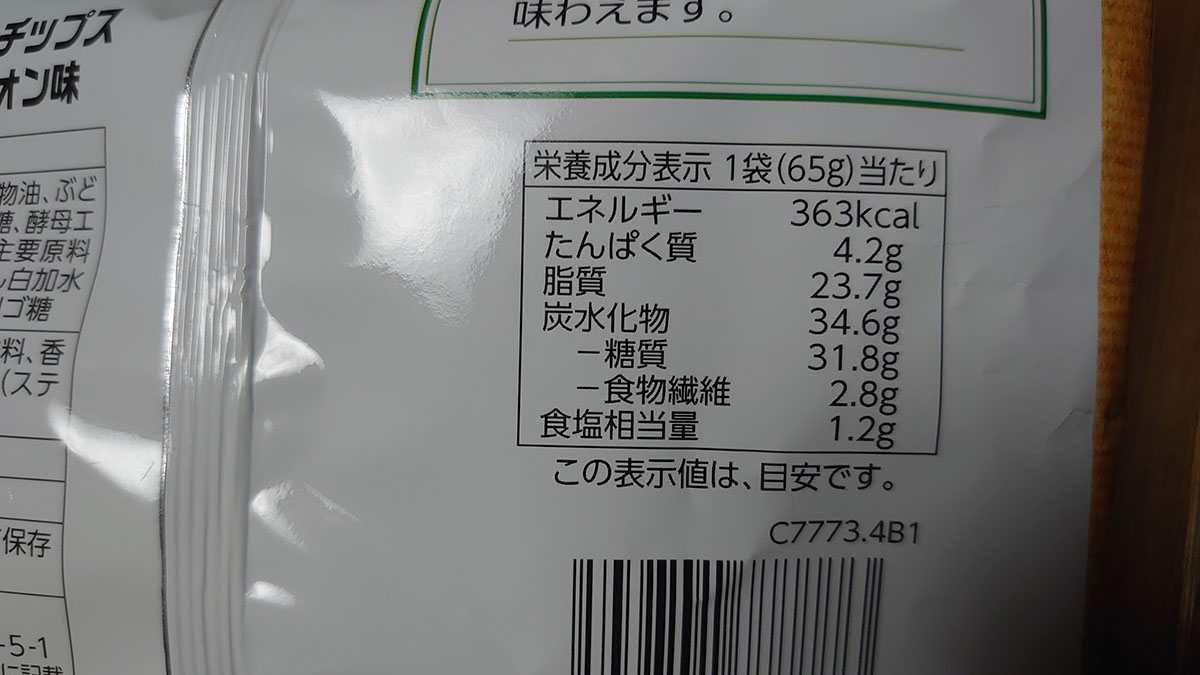 チップス
オン味
物油、ぶど
糖、酵母エ
主要原料
白加水
ゴ糖
料、香
(ステ
保存
-5-1
に記載
味わえます。
栄養成分表示 1袋(65g)当たり
エネルギー 363kcal
たんぱく質 4.2g
脂質 23.7g
炭水化物 34.6g
−糖質 31.8g
−食物繊維 2.8g
食塩相当量 1.2g
この表示値は、目安です。
C7773.4B1